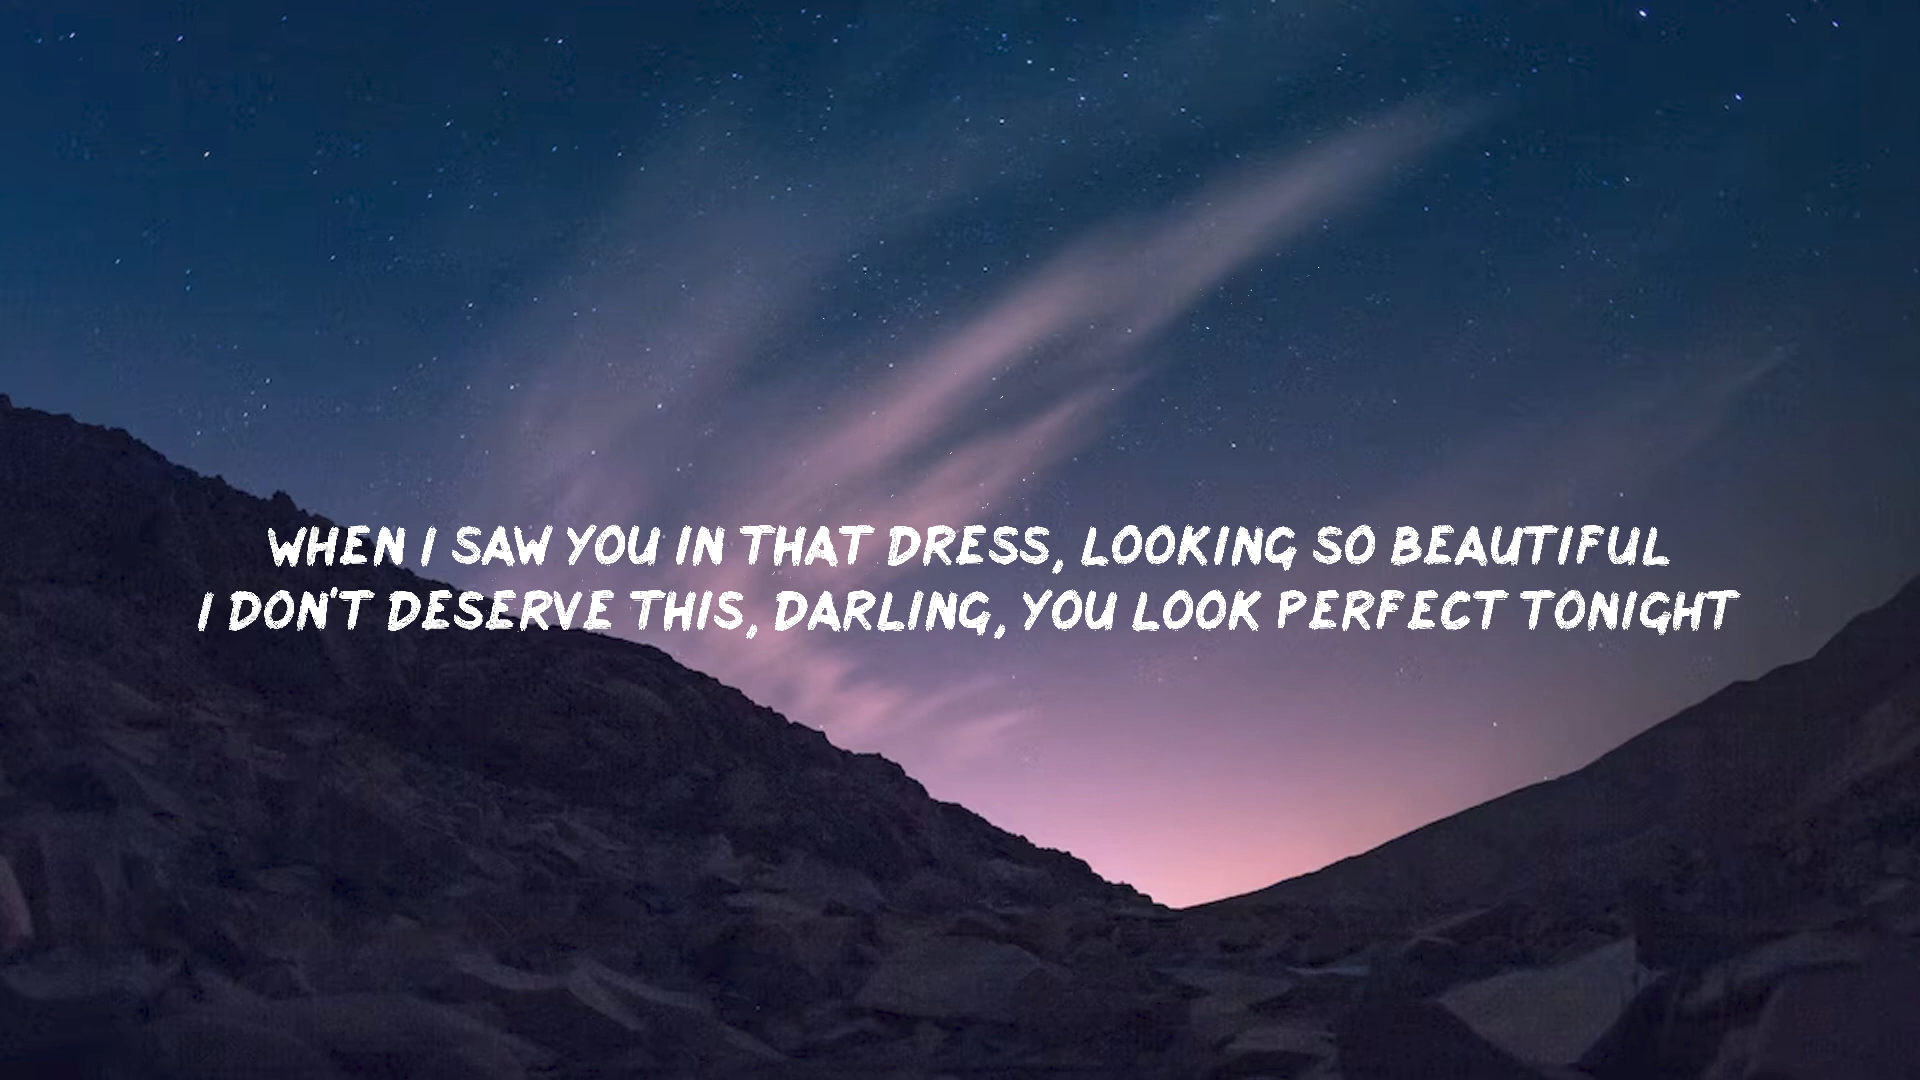 WHEN I SAW YOU IN THAT DRESS, LOOKING SO BEAUTIFUL
I DON'T DESERVE THIS, DARLING, YOU LOOK PERFECT TONIGHT